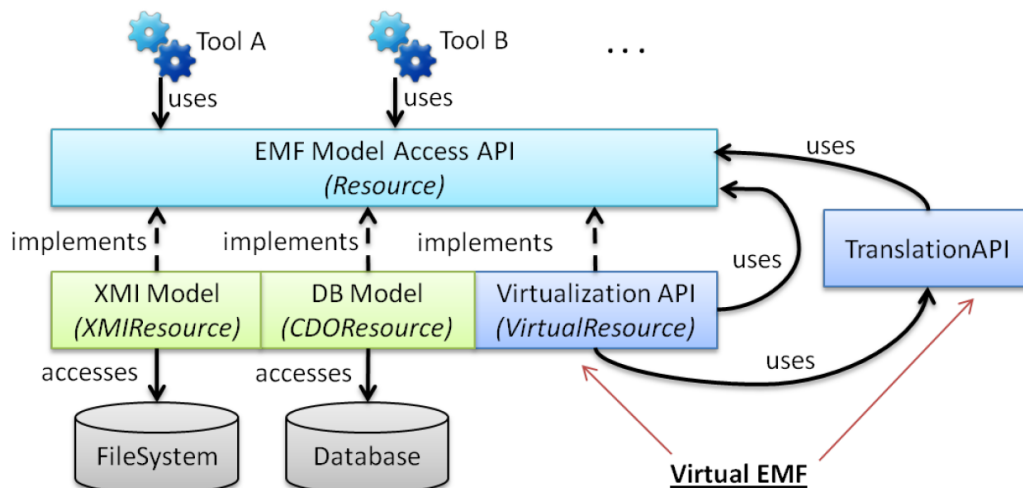 Tool A
Tool B
...
uses
uses
uses
EMF Model Access API
(Resource)
implements
implements
implements
uses
TranslationAPI
XMI Model
(XMIResource)
DB Model
(CDOResource)
Virtualization API
(VirtualResource)
accesses
accesses
uses
FileSystem
Database
Virtual EMF